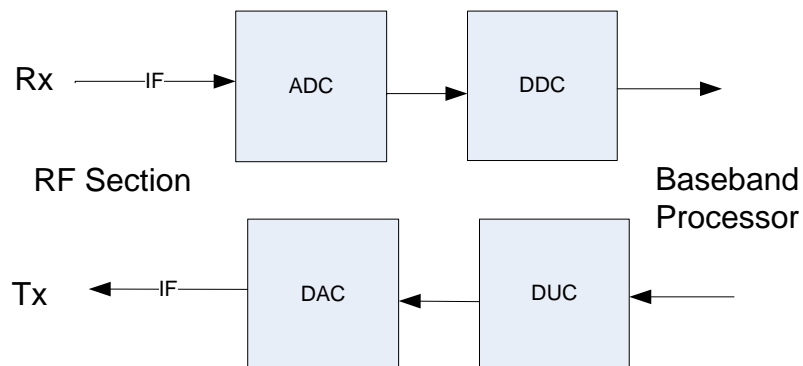 Rx
IF
ADC
DDC
RF Section
Baseband
Processor
Tx
IF
DAC
DUC